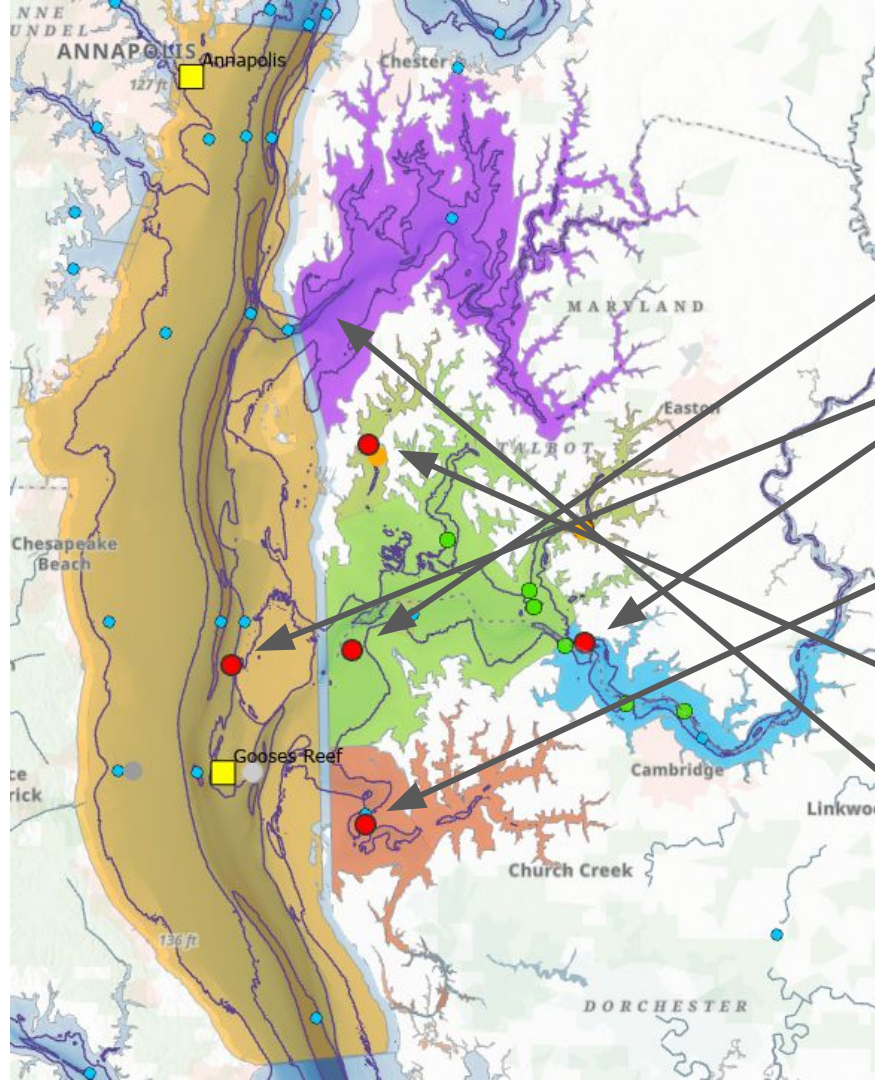 NNE
UNDEL
ANNAPOLIS
Annapolis
127 ft
Chester
MARYLAND
Easton
TALBOT
Chesapeake
Beach
Gooses Reef
ce
rick
Cambridge
Linkwo
Church Creek
136 ft
DORCHESTER